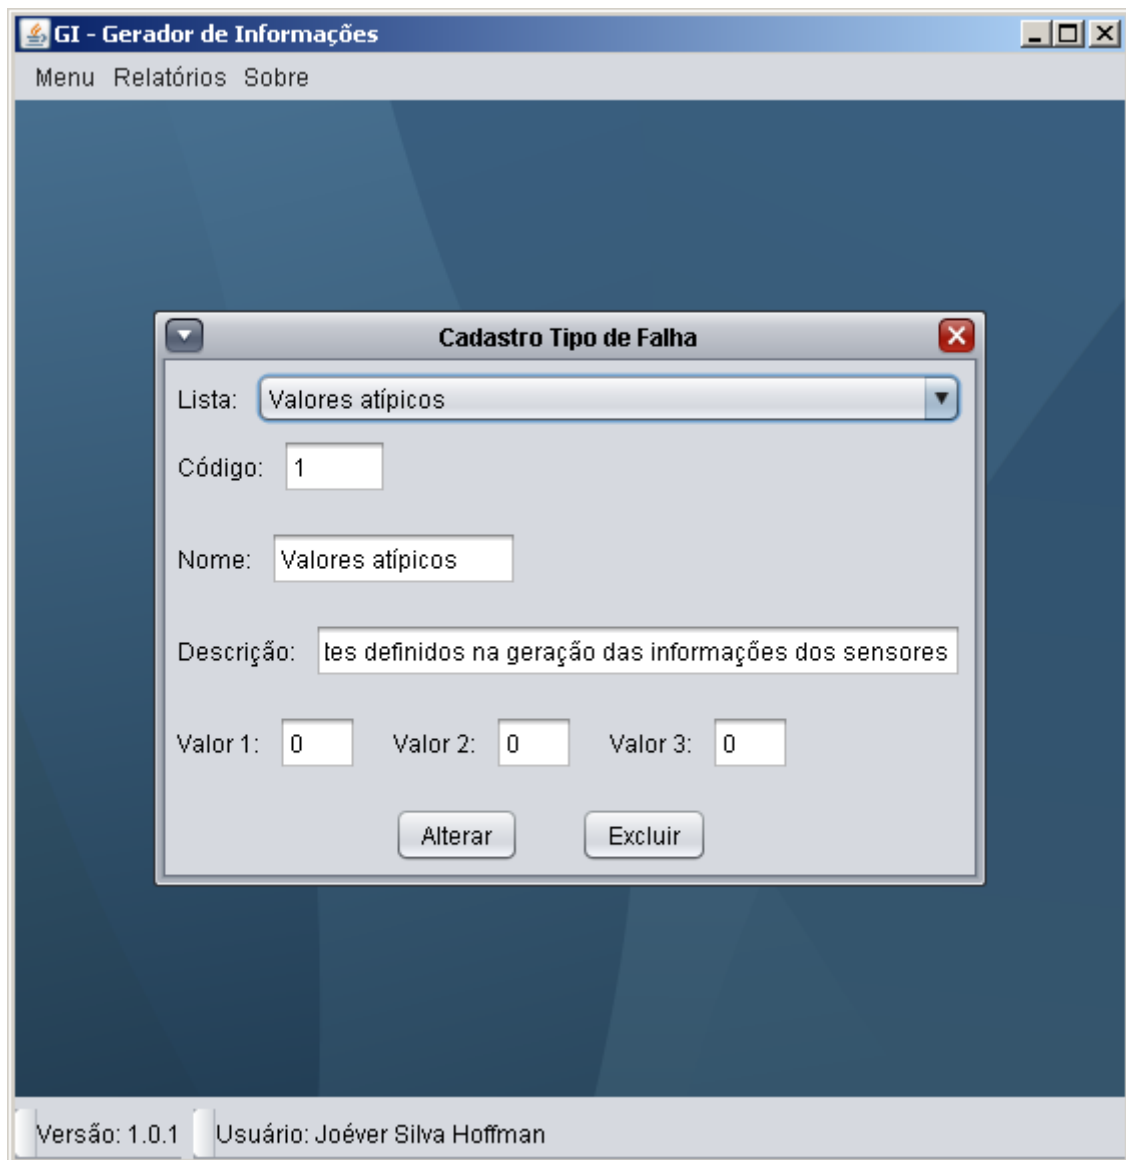 GI - Gerador de Informações
Menu Relatórios Sobre
Cadastro Tipo de Falha
Lista: Valores atípicos
Código: 1
Nome: Valores atípicos
Descrição: tes definidos na geração das informações dos sensores
Valor 1: 0 Valor 2: 0 Valor 3: 0
Alterar Excluir
Versão: 1.0.1 Usuário: Joéver Silva Hoffman